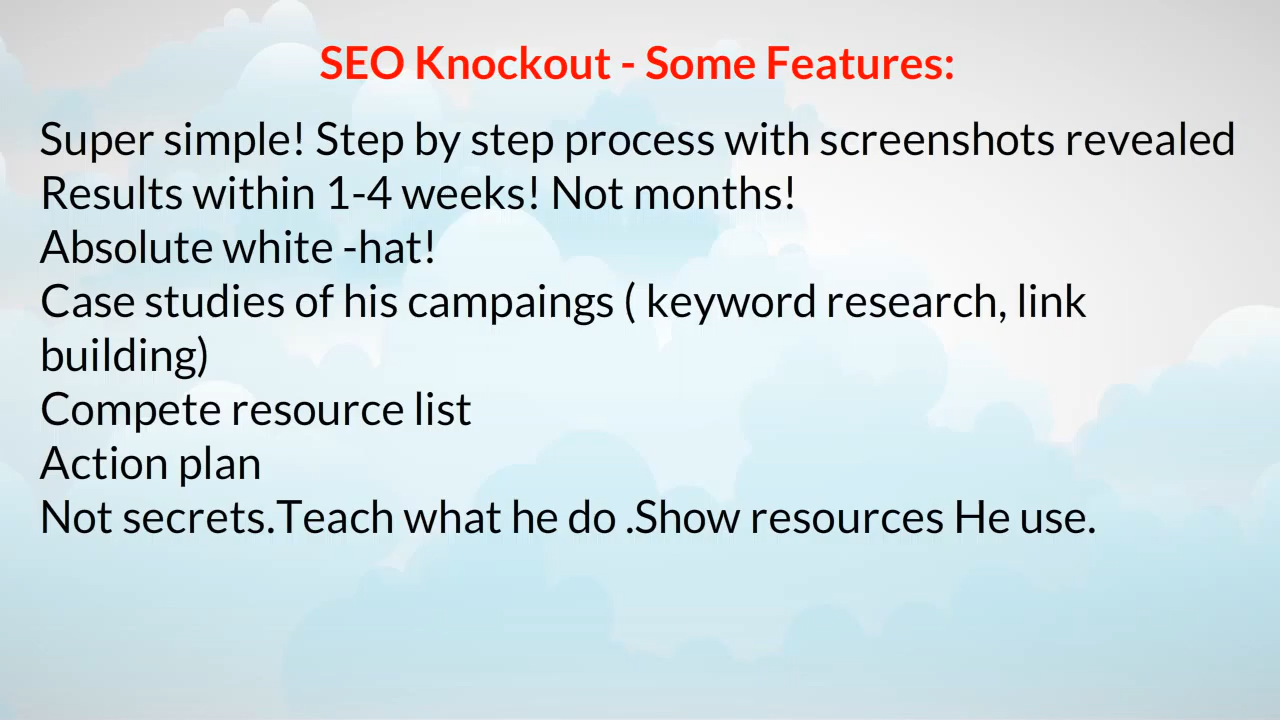 SEO Knockout - Some Features:
Super simple! Step by step process with screenshots revealed
Results within 1-4 weeks! Not months!
Absolute white -hat!
Case studies of his campaings ( keyword research, link
building)
Compete resource list
Action plan
Not secrets.Teach what he do .Show resources He use.